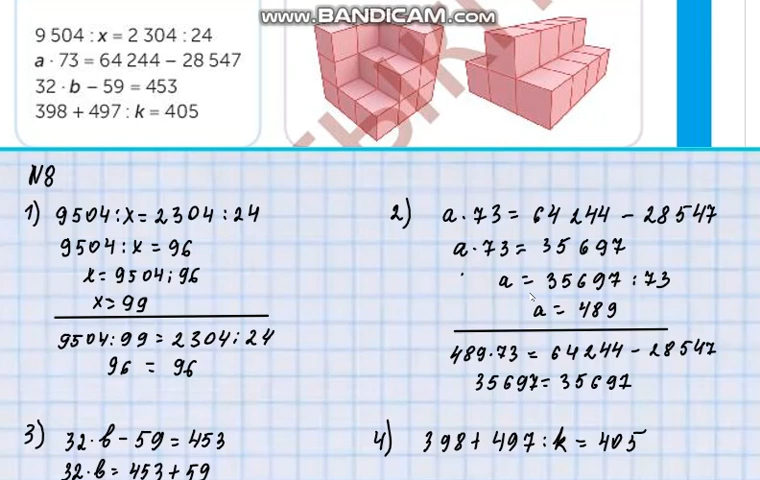 www.BANDICAM.com
9 504 : x = 2 304 : 24
a · 73 = 64 244 – 28 547
32 · b – 59 = 453
398 + 497 : k = 405
N8
1) 9504 : x = 2304 : 24
9504 : x = 96
x = 9504 : 96
x = 99
9504 : 99 = 2304 : 24
96 = 96
2) a · 73 = 64 244 – 28 547
a · 73 = 35 697
a = 35697 : 73
a = 489
489 · 73 = 64244 – 28547
35697 = 35697
3) 32 · b – 59 = 453
32 · b = 453 + 59
4) 398 + 497 : k = 405